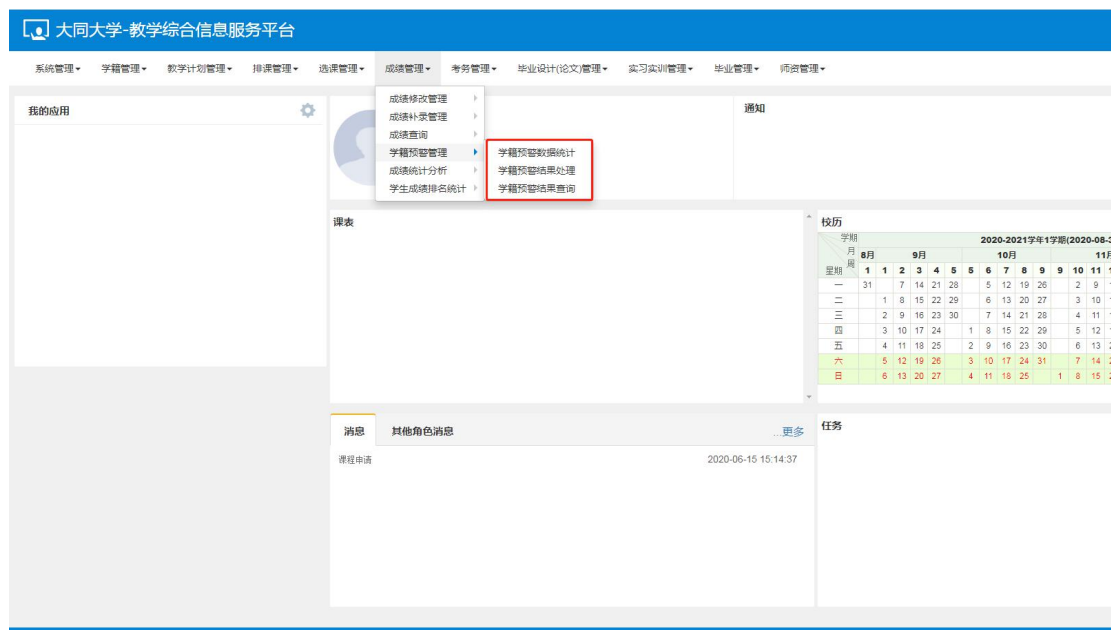 大同大学-教学综合信息服务平台
系统管理 学籍管理 教学计划管理 排课管理 选课管理 成绩管理 考务管理 毕业设计(论文)管理 实习实训管理 毕业管理 师资管理
我的应用
成绩修改管理
成绩补录管理
成绩查询
学籍预警管理
成绩统计分析
学生成绩排名统计
学籍预警数据统计
学籍预警结果处理
学籍预警结果查询
通知
课表
校历
学期 2020-2021学年1学期(2020-08-3
月 8月 9月 10月 11月
周
星期 1 1 2 3 4 5 5 6 7 8 9 9 10 11 1
一 31 7 14 21 28 5 12 19 26 2 9 1
二 1 8 15 22 29 6 13 20 27 3 10 1
三 2 9 16 23 30 7 14 21 28 4 11 1
四 3 10 17 24 1 8 15 22 29 5 12 1
五 4 11 18 25 2 9 16 23 30 6 13 2
六 5 12 19 26 3 10 17 24 31 7 14 2
日 6 13 20 27 4 11 18 25 1 8 15 2
消息 其他角色消息 ...更多
课程申请 2020-06-15 15:14:37
任务